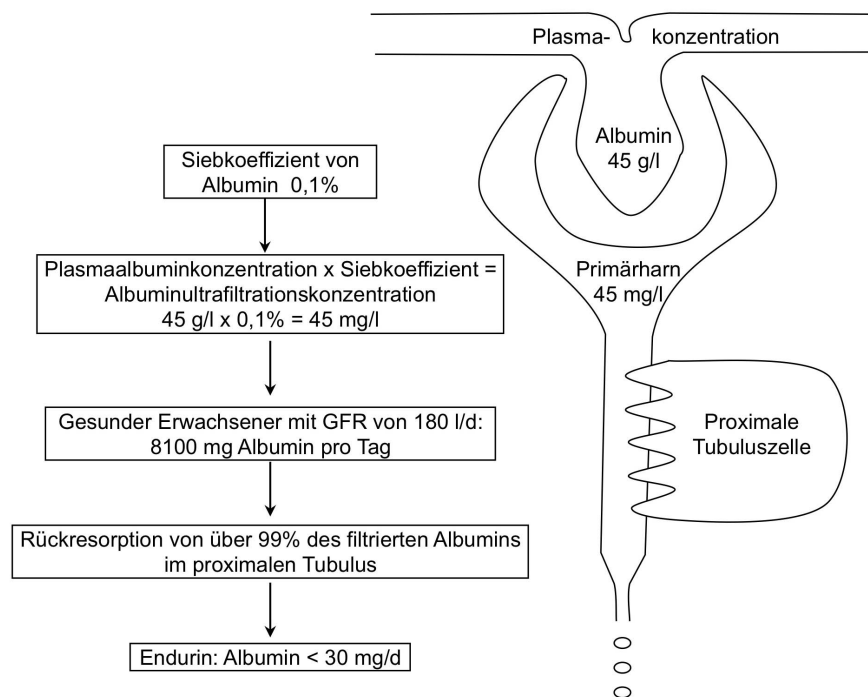 Plasma- konzentration
Albumin
45 g/l
Siebkoeffizient von
Albumin 0,1%
Plasmaalbuminkonzentration x Siebkoeffizient =
Albuminultrafiltrationskonzentration
45 g/l x 0,1% = 45 mg/l
Primärharn
45 mg/l
Gesunder Erwachsener mit GFR von 180 l/d:
8100 mg Albumin pro Tag
Proximale
Tubuluszelle
Rückresorption von über 99% des filtrierten Albumins
im proximalen Tubulus
Endurin: Albumin < 30 mg/d